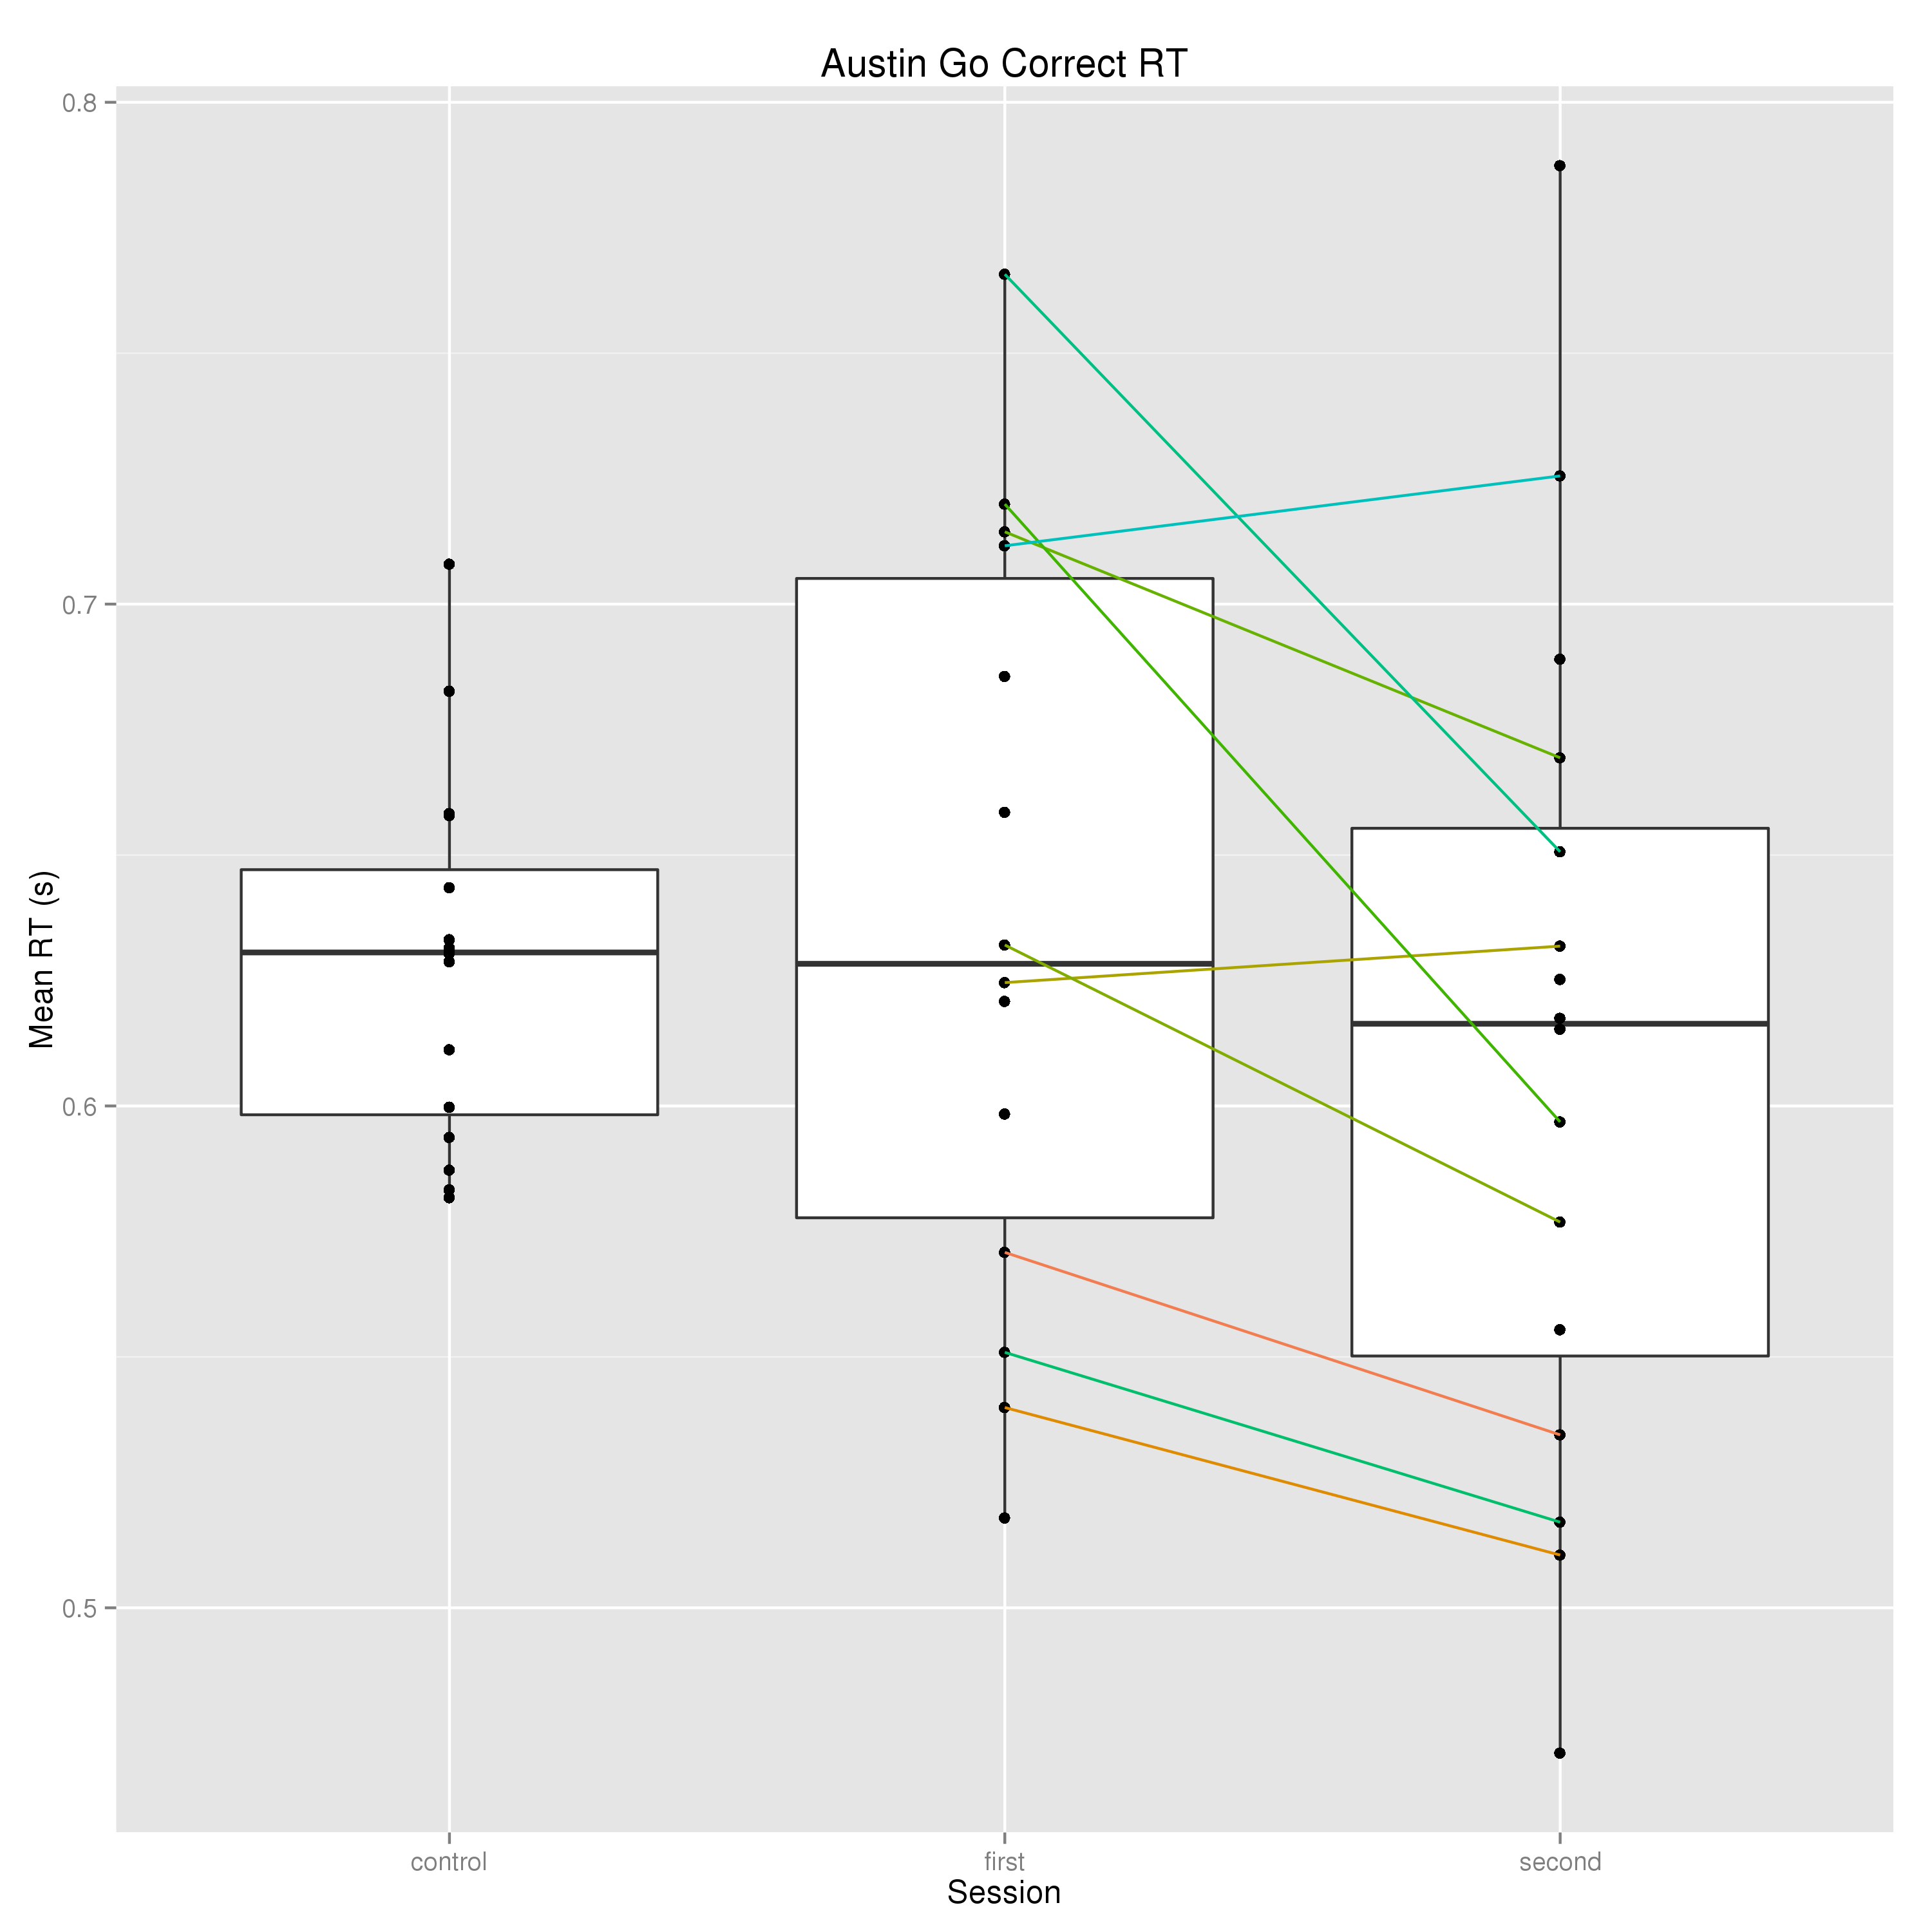 Austin Go Correct RT
0.8
0.7
0.6
0.5
Mean RT (s)
control
first
second
Session